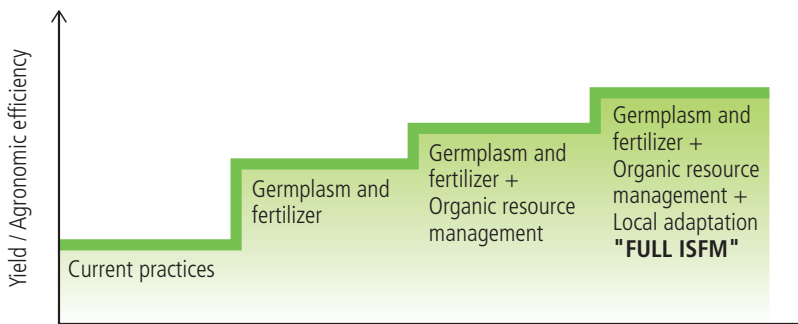 Yield / Agronomic efficiency
Current practices
Germplasm and
fertilizer
Germplasm and
fertilizer +
Organic resource
management
Germplasm and
fertilizer +
Organic resource
management +
Local adaptation
"FULL ISFM"